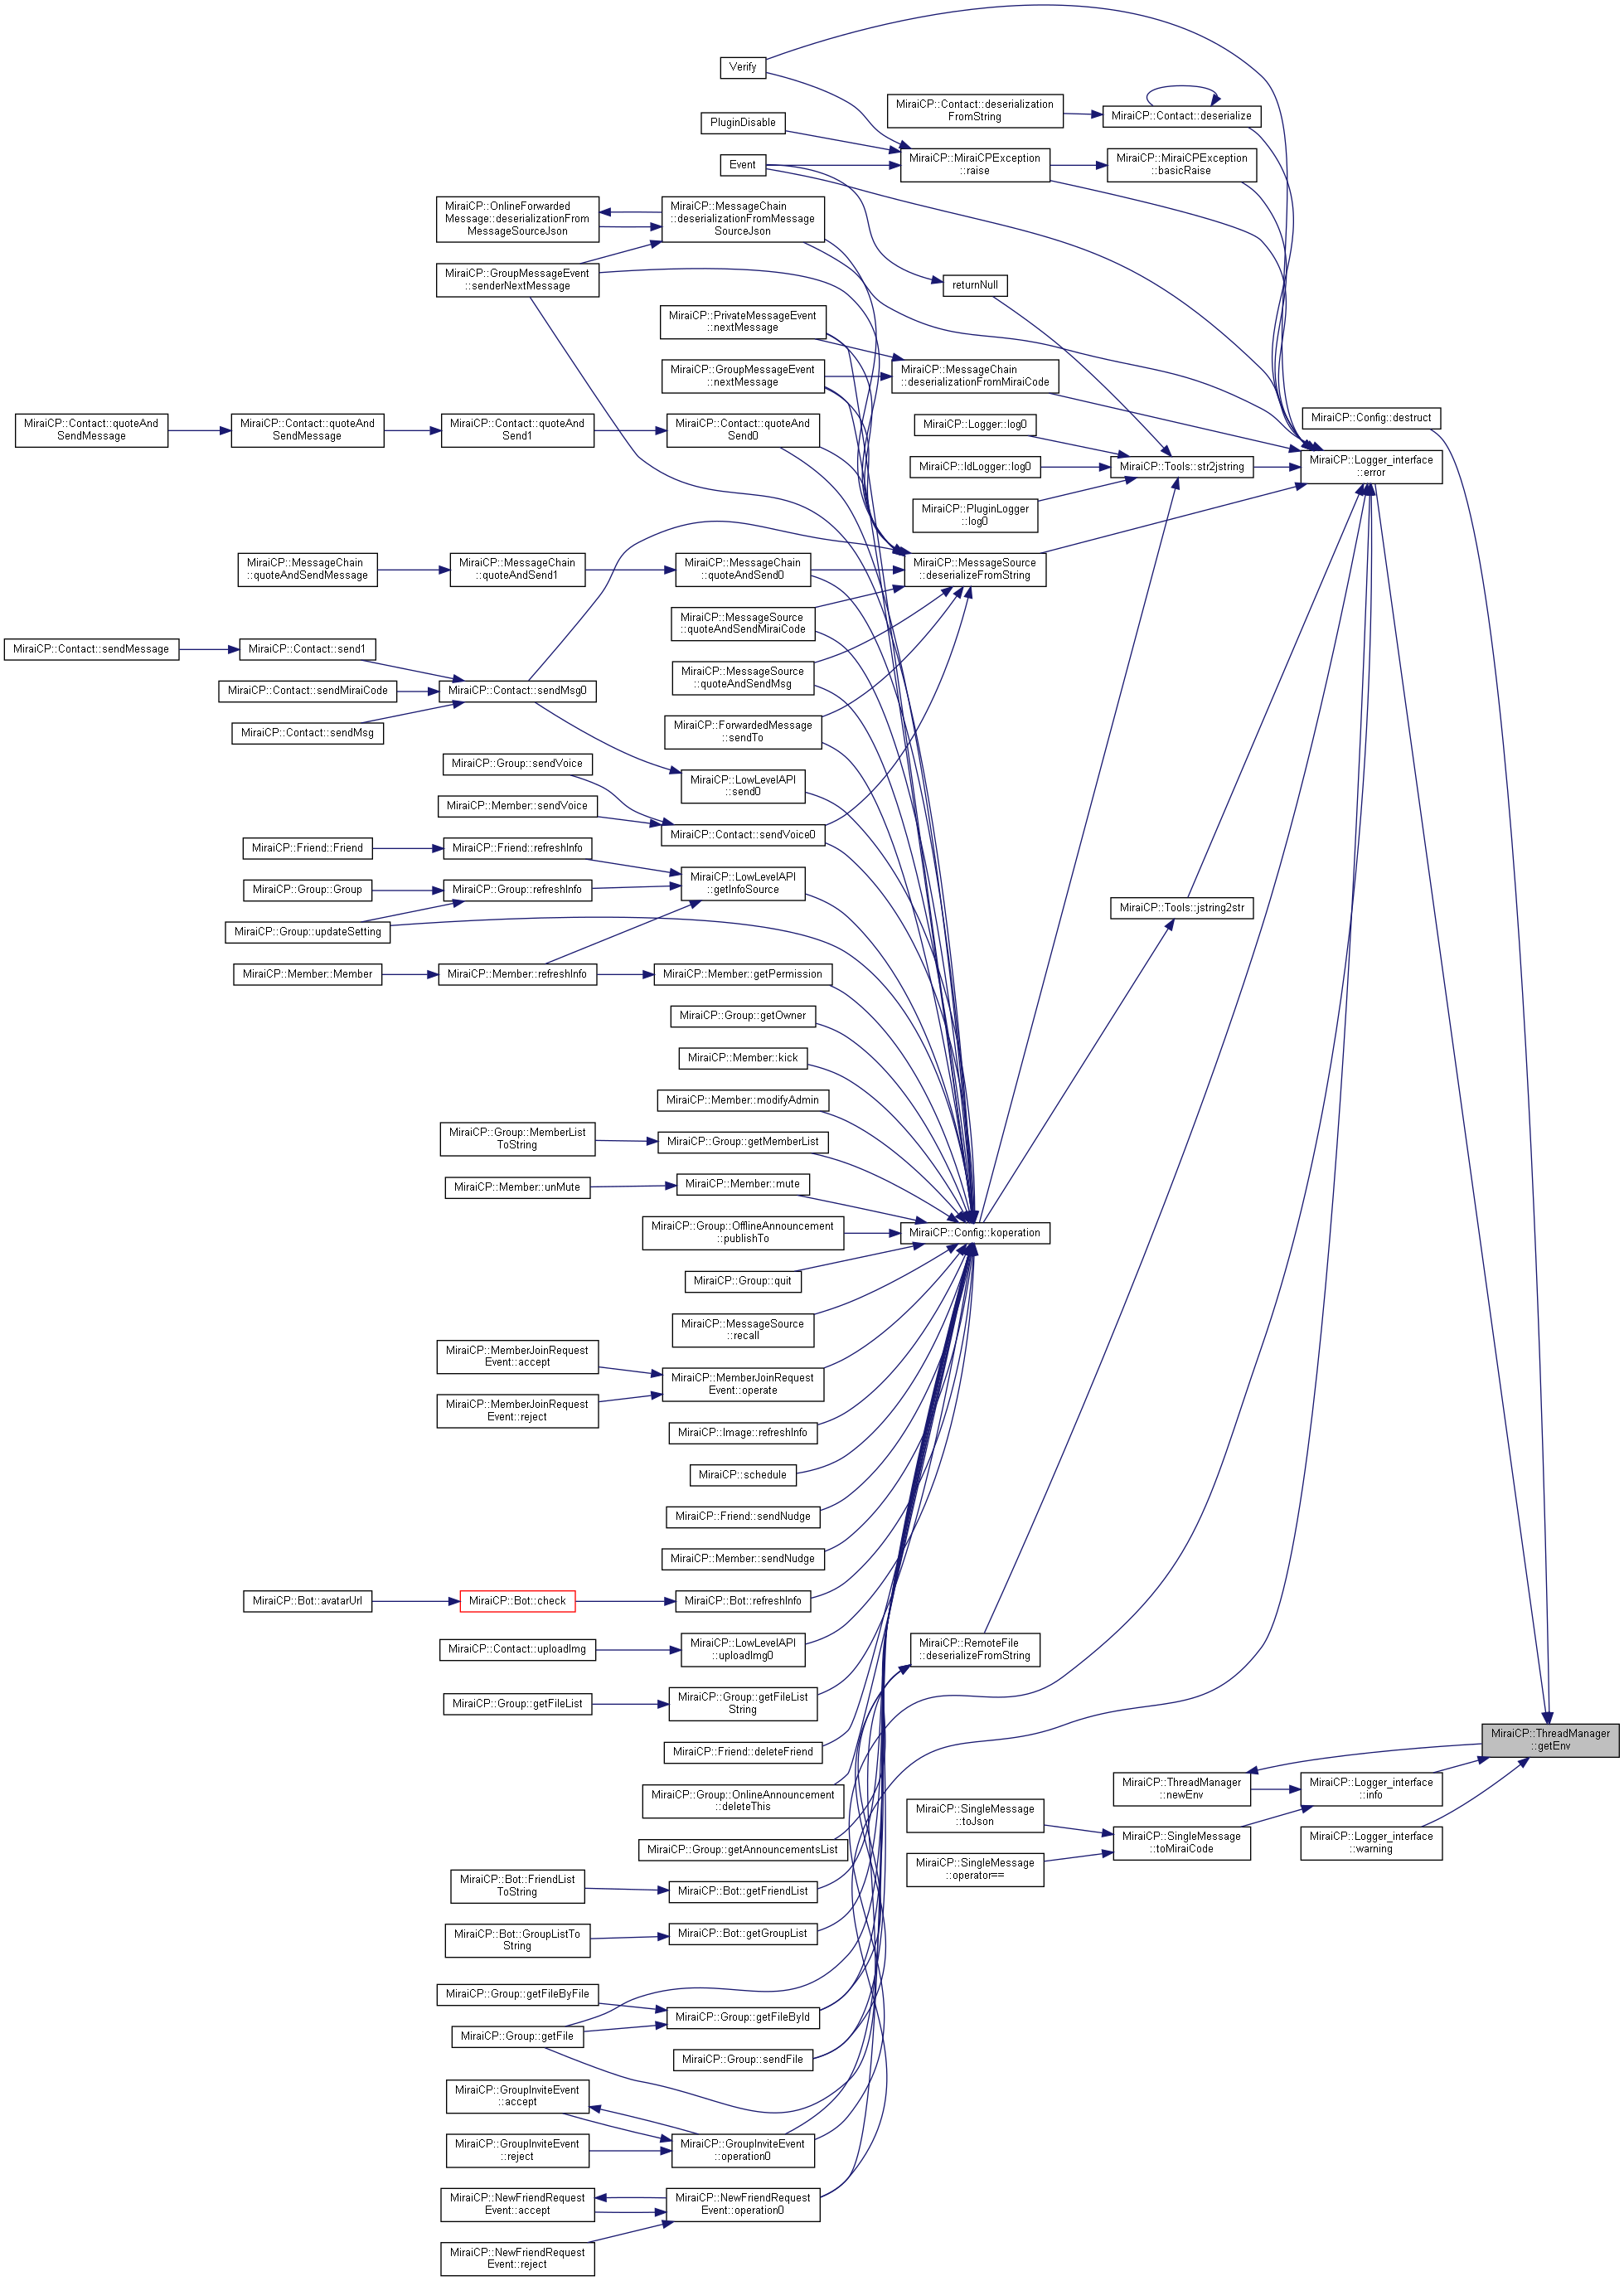 Verify
MiraiCP::Contact::deserialization
FromString
MiraiCP::Contact::deserialize
PluginDisable
MiraiCP::MiraiCPException
::raise
MiraiCP::MiraiCPException
::basicRaise
Event
MiraiCP::OnlineForwarded
Message::deserializationFrom
MessageSourceJson
MiraiCP::MessageChain
::deserializationFromMessage
SourceJson
MiraiCP::GroupMessageEvent
::senderNextMessage
returnNull
MiraiCP::PrivateMessageEvent
::nextMessage
MiraiCP::GroupMessageEvent
::nextMessage
MiraiCP::MessageChain
::deserializationFromMiraiCode
MiraiCP::Config::destruct
MiraiCP::Contact::quoteAnd
SendMessage
MiraiCP::Contact::quoteAnd
SendMessage
MiraiCP::Contact::quoteAnd
Send1
MiraiCP::Contact::quoteAnd
Send0
MiraiCP::Logger::log0
MiraiCP::IdLogger::log0
MiraiCP::Tools::str2jstring
MiraiCP::Logger_interface
::error
MiraiCP::PluginLogger
::log0
MiraiCP::MessageChain
::quoteAndSendMessage
MiraiCP::MessageChain
::quoteAndSend1
MiraiCP::MessageChain
::quoteAndSend0
MiraiCP::MessageSource
::deserializeFromString
MiraiCP::MessageSource
::quoteAndSendMiraiCode
MiraiCP::Contact::sendMessage
MiraiCP::Contact::send1
MiraiCP::MessageSource
::quoteAndSendMsg
MiraiCP::Contact::sendMiraiCode
MiraiCP::Contact::sendMsg0
MiraiCP::Contact::sendMsg
MiraiCP::ForwardedMessage
::sendTo
MiraiCP::Group::sendVoice
MiraiCP::LowLevelAPI
::send0
MiraiCP::Member::sendVoice
MiraiCP::Contact::sendVoice0
MiraiCP::Friend::Friend
MiraiCP::Friend::refreshInfo
MiraiCP::LowLevelAPI
::getInfoSource
MiraiCP::Group::Group
MiraiCP::Group::refreshInfo
MiraiCP::Tools::jstring2str
MiraiCP::Group::updateSetting
MiraiCP::Member::Member
MiraiCP::Member::refreshInfo
MiraiCP::Member::getPermission
MiraiCP::Group::getOwner
MiraiCP::Member::kick
MiraiCP::Member::modifyAdmin
MiraiCP::Group::MemberList
ToString
MiraiCP::Group::getMemberList
MiraiCP::Member::unMute
MiraiCP::Member::mute
MiraiCP::Group::OfflineAnnouncement
::publishTo
MiraiCP::Config::koperation
MiraiCP::Group::quit
MiraiCP::MessageSource
::recall
MiraiCP::MemberJoinRequest
Event::accept
MiraiCP::MemberJoinRequest
Event::operate
MiraiCP::MemberJoinRequest
Event::reject
MiraiCP::Image::refreshInfo
MiraiCP::schedule
MiraiCP::Friend::sendNudge
MiraiCP::Member::sendNudge
MiraiCP::Bot::avatarUrl
MiraiCP::Bot::check
MiraiCP::Bot::refreshInfo
MiraiCP::Contact::uploadImg
MiraiCP::LowLevelAPI
::uploadImg0
MiraiCP::RemoteFile
::deserializeFromString
MiraiCP::Group::getFileList
MiraiCP::Group::getFileList
String
MiraiCP::Friend::deleteFriend
MiraiCP::ThreadManager
::getEnv
MiraiCP::Group::OnlineAnnouncement
::deleteThis
MiraiCP::ThreadManager
::newEnv
MiraiCP::Logger_interface
::info
MiraiCP::SingleMessage
::toJson
MiraiCP::SingleMessage
::toMiraiCode
MiraiCP::Logger_interface
::warning
MiraiCP::Group::getAnnouncementsList
MiraiCP::SingleMessage
::operator==
MiraiCP::Bot::FriendList
ToString
MiraiCP::Bot::getFriendList
MiraiCP::Bot::GroupListTo
String
MiraiCP::Bot::getGroupList
MiraiCP::Group::getFileByFile
MiraiCP::Group::getFileById
MiraiCP::Group::getFile
MiraiCP::Group::sendFile
MiraiCP::GroupInviteEvent
::accept
MiraiCP::GroupInviteEvent
::reject
MiraiCP::GroupInviteEvent
::operation0
MiraiCP::NewFriendRequest
Event::accept
MiraiCP::NewFriendRequest
Event::operation0
MiraiCP::NewFriendRequest
Event::reject